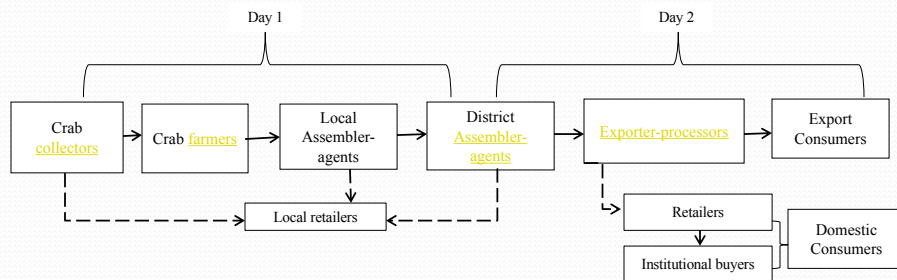 Day 1
Day 2
Crab
collectors
Crab farmers
Local
Assembler-
agents
District
Assembler-
agents
Exporter-processors
Export
Consumers
Local retailers
Retailers
Institutional buyers
Domestic
Consumers